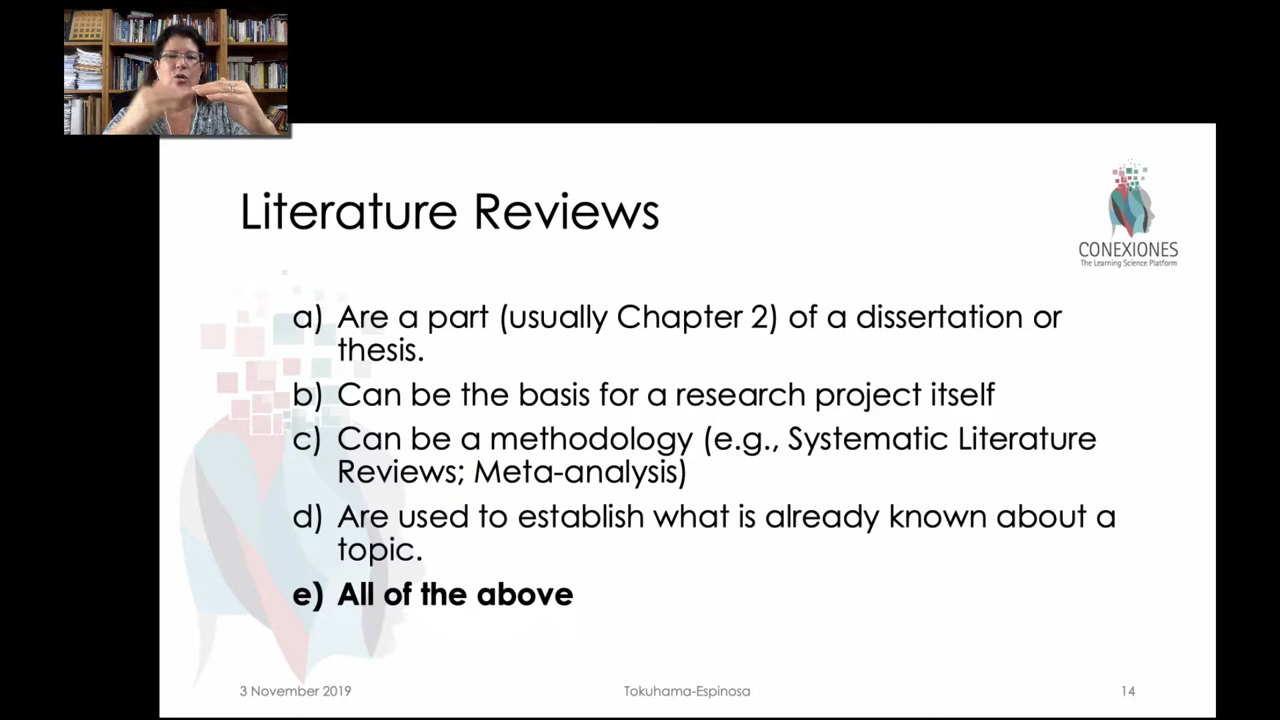 Literature Reviews
CONEXIONES
The Learning Science Platform
a) Are a part (usually Chapter 2) of a dissertation or
thesis.
b) Can be the basis for a research project itself
c) Can be a methodology (e.g., Systematic Literature
Reviews; Meta-analysis)
d) Are used to establish what is already known about a
topic.
e) All of the above
3 November 2019
Tokuhama-Espinosa
14